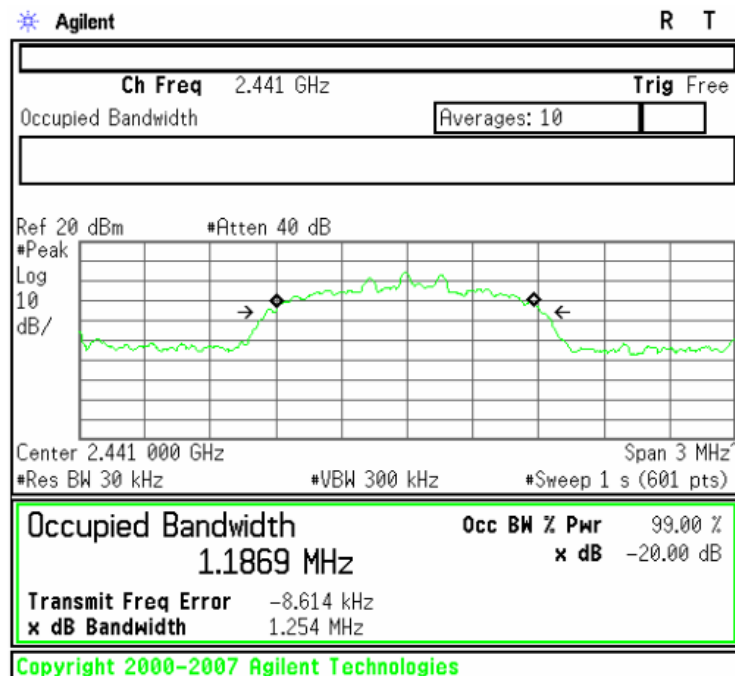 Agilent R T
Ch Freq 2.441 GHz Trig Free
Occupied Bandwidth Averages: 10
Ref 20 dBm #Atten 40 dB
#Peak
Log
10
dB/
Center 2.441 000 GHz Span 3 MHz^
#Res BW 30 kHz #VBW 300 kHz #Sweep 1 s (601 pts)
Occupied Bandwidth Occ BW % Pwr 99.00 %
1.1869 MHz x dB -20.00 dB
Transmit Freq Error -8.614 kHz
x dB Bandwidth 1.254 MHz
Copyright 2000-2007 Agilent Technologies